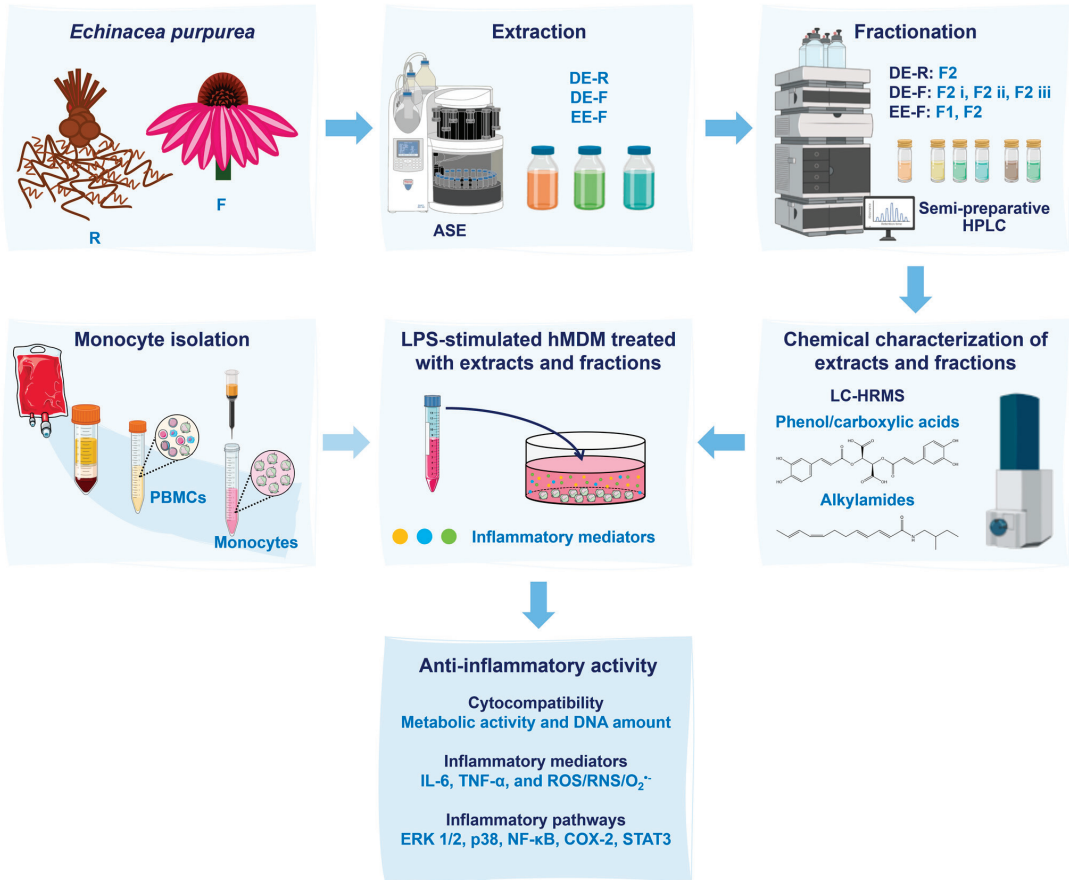 Echinacea purpurea
R
F
Extraction
DE-R
DE-F
EE-F
ASE
Fractionation
DE-R: F2
DE-F: F2 i, F2 ii, F2 iii
EE-F: F1, F2
Semi-preparative
HPLC
Monocyte isolation
PBMCs
Monocytes
LPS-stimulated hMDM treated
with extracts and fractions
Inflammatory mediators
Chemical characterization of
extracts and fractions
LC-HRMS
Phenol/carboxylic acids
Alkylamides
Anti-inflammatory activity
Cytocompatibility
Metabolic activity and DNA amount
Inflammatory mediators
IL-6, TNF-α, and ROS/RNS/O₂•-
Inflammatory pathways
ERK 1/2, p38, NF-κB, COX-2, STAT3